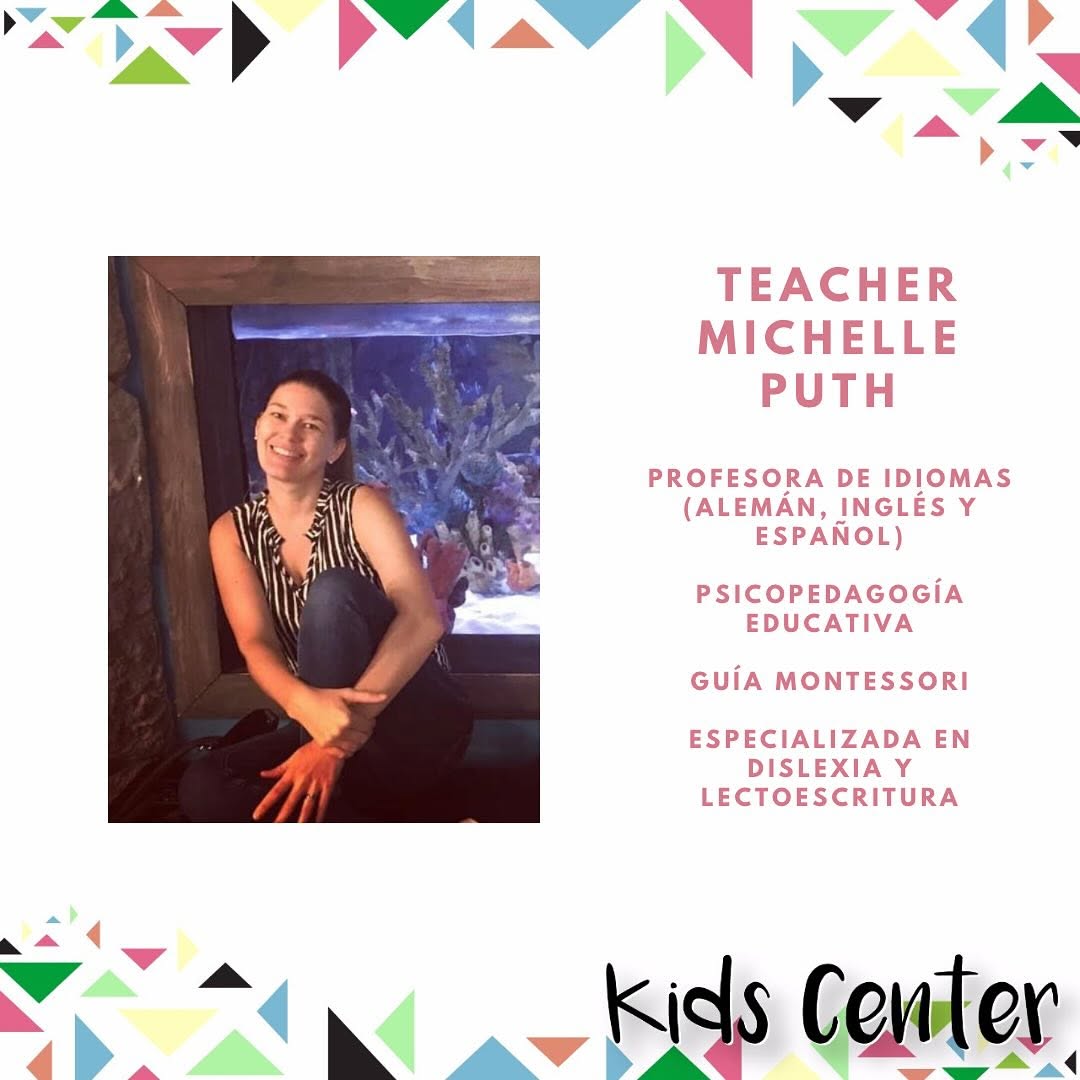 TEACHER
MICHELLE
PUTH
PROFESORA DE IDIOMAS
(ALEMÁN, INGLÉS Y
ESPAÑOL)
PSICOPEDAGOGÍA
EDUCATIVA
GUÍA MONTESSORI
ESPECIALIZADA EN
DISLEXIA Y
LECTOESCRITURA
Kids Center